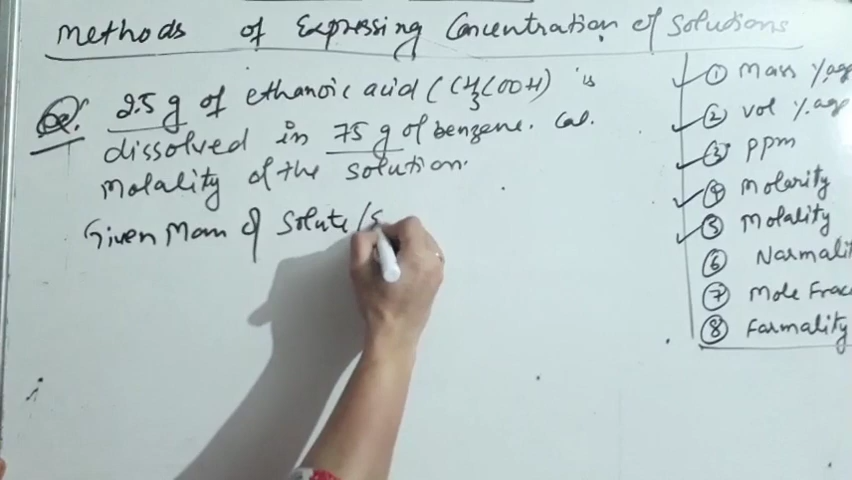 Methods of Expressing Concentration of Solutions
Que. 2.5 g of ethanoic acid (CH3COOH) is
dissolved in 75 g of benzene. Cal.
Molality of the solution.
Given Mass of Solute /S
① Mass %age
② Vol %age
③ PPM
④ Molarity
⑤ Molality
⑥ Normalit
⑦ Mole Frac
⑧ Formality